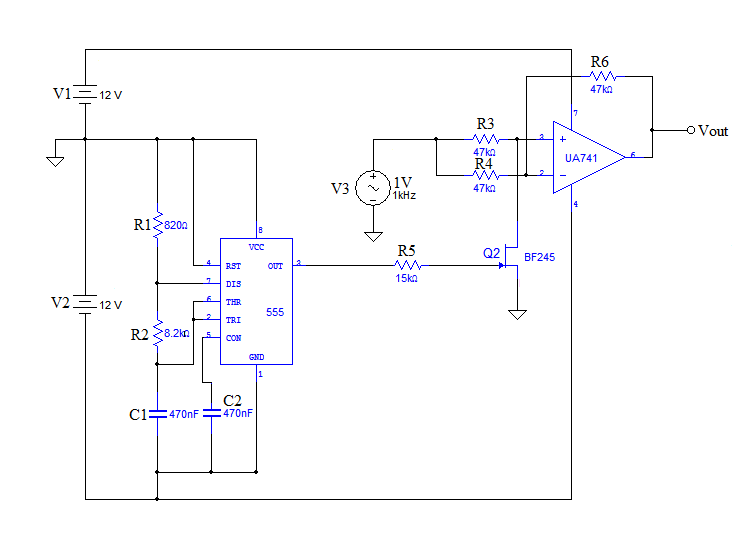 R6
47kΩ
V1
12 V
7
Vout
R3
3
+
47kΩ
UA741
6
R4
2
−
47kΩ
V3
+
1V
−
1kHz
4
R1
820Ω
8
VCC
Q2
BF245
R5
15kΩ
4
RST
OUT
3
7
DIS
V2
12 V
6
THR
555
2
TRI
R2
8.2kΩ
5
CON
GND
1
C1
470nF
C2
470nF